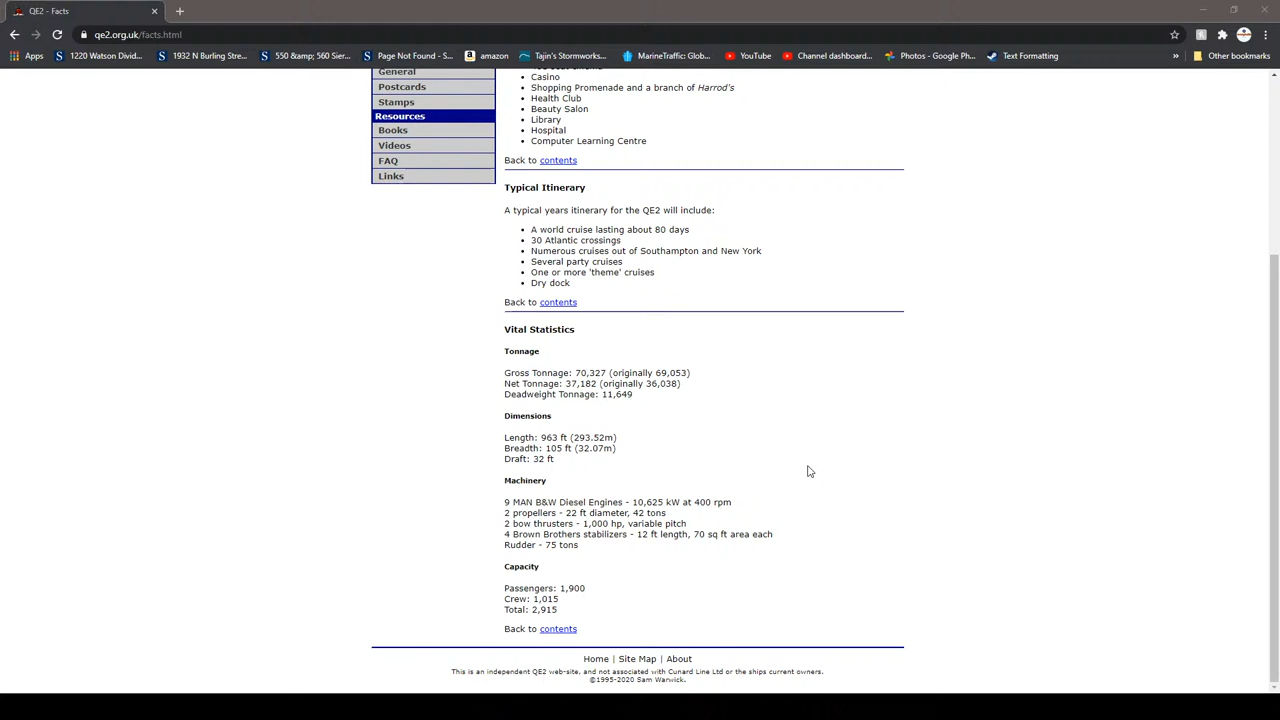 QE2 - Facts
qe2.org.uk/facts.html
Apps
1220 Watson Divid...
1932 N Burling Stre...
550 &amp; 560 Sier...
Page Not Found - S...
amazon
Tajin's Stormworks...
MarineTraffic: Glob...
YouTube
Channel dashboard...
Photos - Google Ph...
Text Formatting
»
Other bookmarks
General
Postcards
Stamps
Resources
Books
Videos
FAQ
Links
• Casino
• Shopping Promenade and a branch of Harrod's
• Health Club
• Beauty Salon
• Library
• Hospital
• Computer Learning Centre
Back to contents
Typical Itinerary
A typical years itinerary for the QE2 will include:
• A world cruise lasting about 80 days
• 30 Atlantic crossings
• Numerous cruises out of Southampton and New York
• Several party cruises
• One or more 'theme' cruises
• Dry dock
Back to contents
Vital Statistics
Tonnage
Gross Tonnage: 70,327 (originally 69,053)
Net Tonnage: 37,182 (originally 36,038)
Deadweight Tonnage: 11,649
Dimensions
Length: 963 ft (293.52m)
Breadth: 105 ft (32.07m)
Draft: 32 ft
Machinery
9 MAN B&W Diesel Engines - 10,625 kW at 400 rpm
2 propellers - 22 ft diameter, 42 tons
2 bow thrusters - 1,000 hp, variable pitch
4 Brown Brothers stabilizers - 12 ft length, 70 sq ft area each
Rudder - 75 tons
Capacity
Passengers: 1,900
Crew: 1,015
Total: 2,915
Back to contents
Home | Site Map | About
This is an independent QE2 web-site, and not associated with Cunard Line Ltd or the ships current owners.
©1995-2020 Sam Warwick.